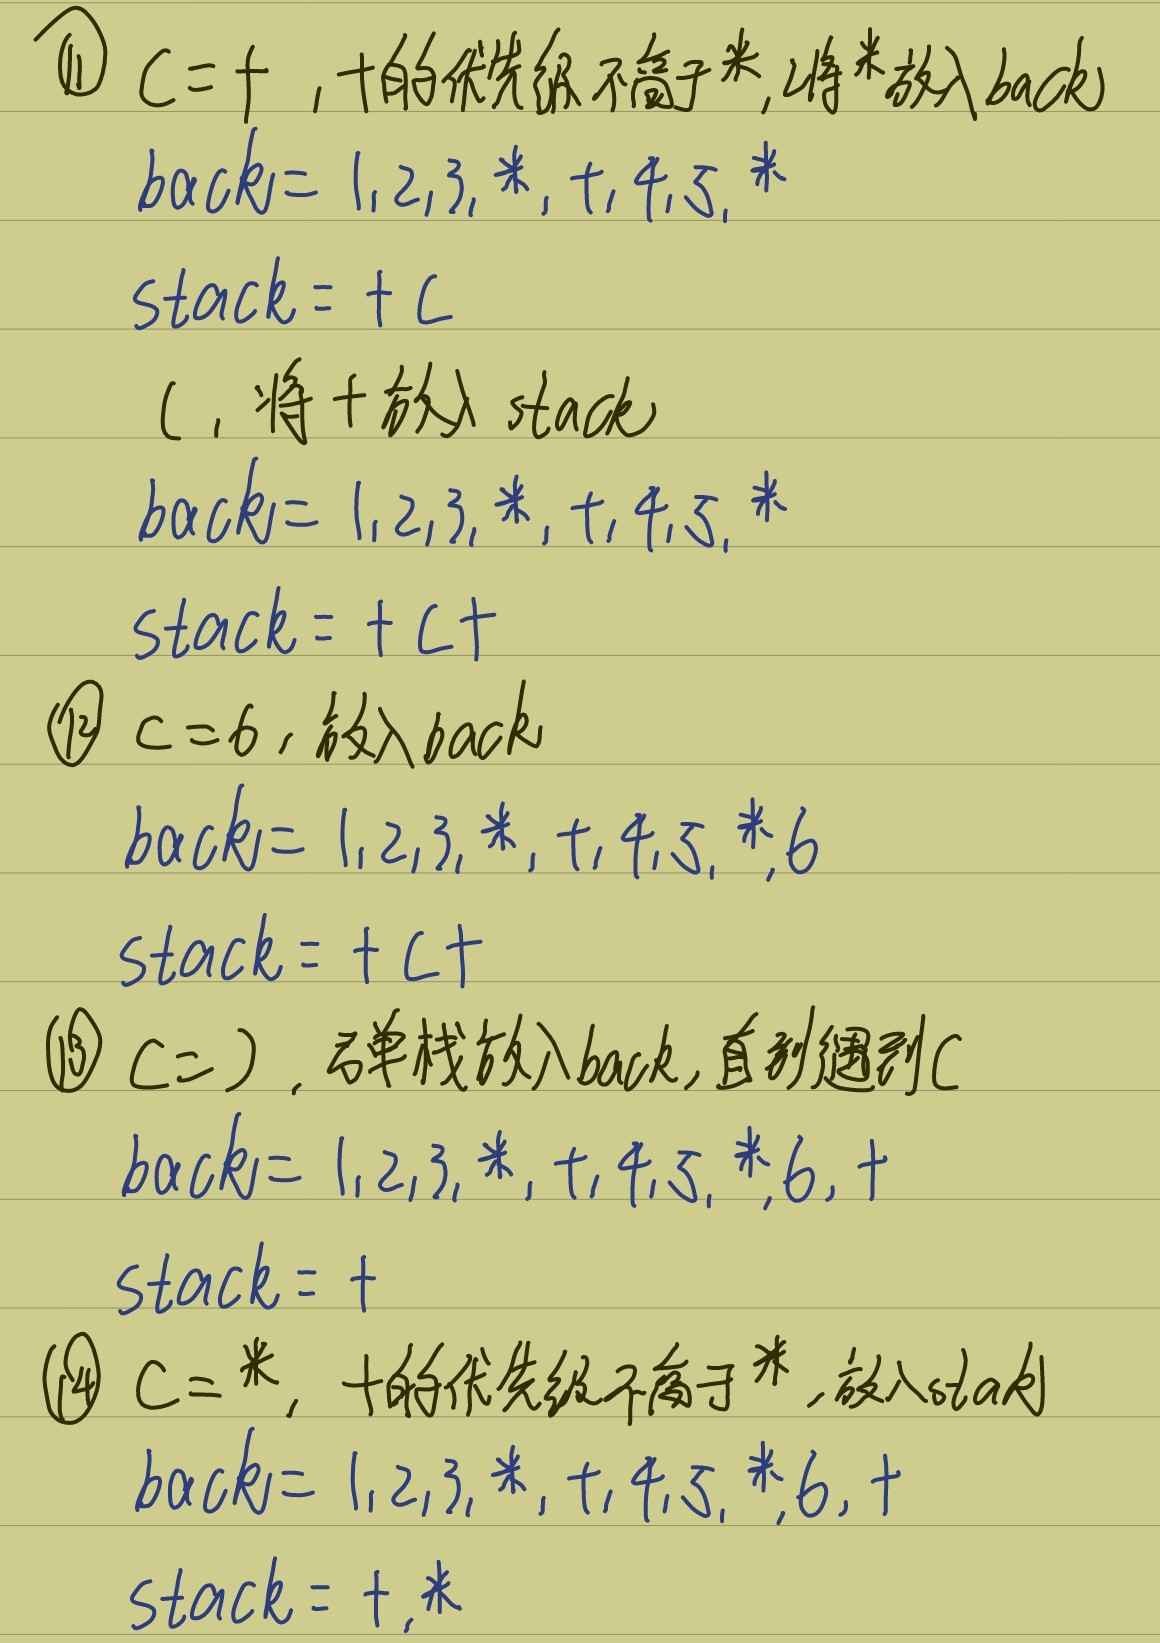 ⑪ C=+,+的优先级不高于*,将*放入back
back= 1,2,3,*,+,4,5,*
stack= + (
(,将+放入stack
back= 1,2,3,*,+,4,5,*
stack= + ( +
⑫ C=6,放入back
back= 1,2,3,*,+,4,5,*,6
stack= + ( +
⑬ C=),弹栈放入back,直到遇到(
back= 1,2,3,*,+,4,5,*,6,+
stack= +
⑭ C=*,+的优先级不高于*,放入stack
back= 1,2,3,*,+,4,5,*,6,+
stack= +,*